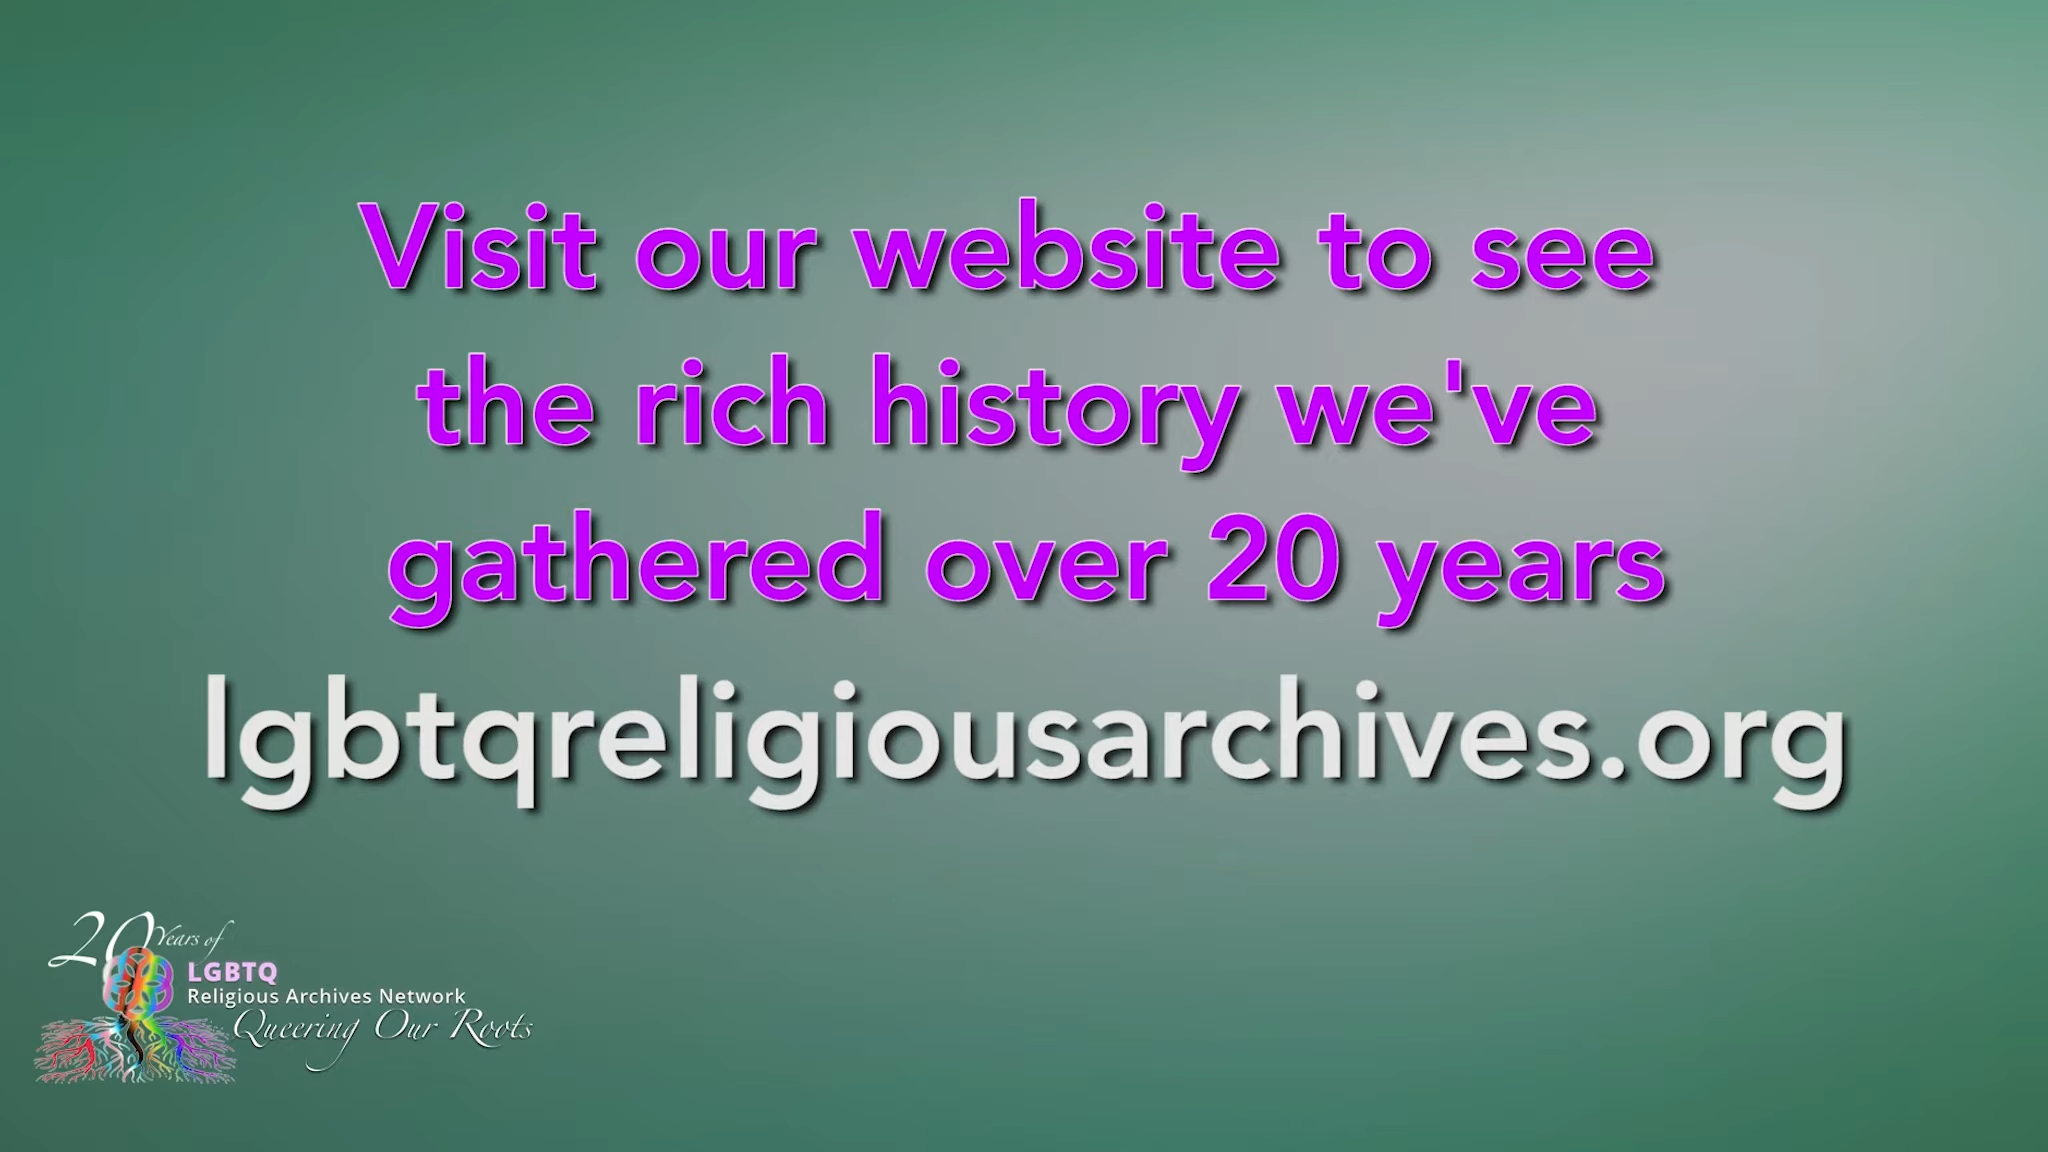 Visit our website to see
the rich history we've
gathered over 20 years
lgbtqreligiousarchives.org
20 Years of
LGBTQ
Religious Archives Network
Queering Our Roots